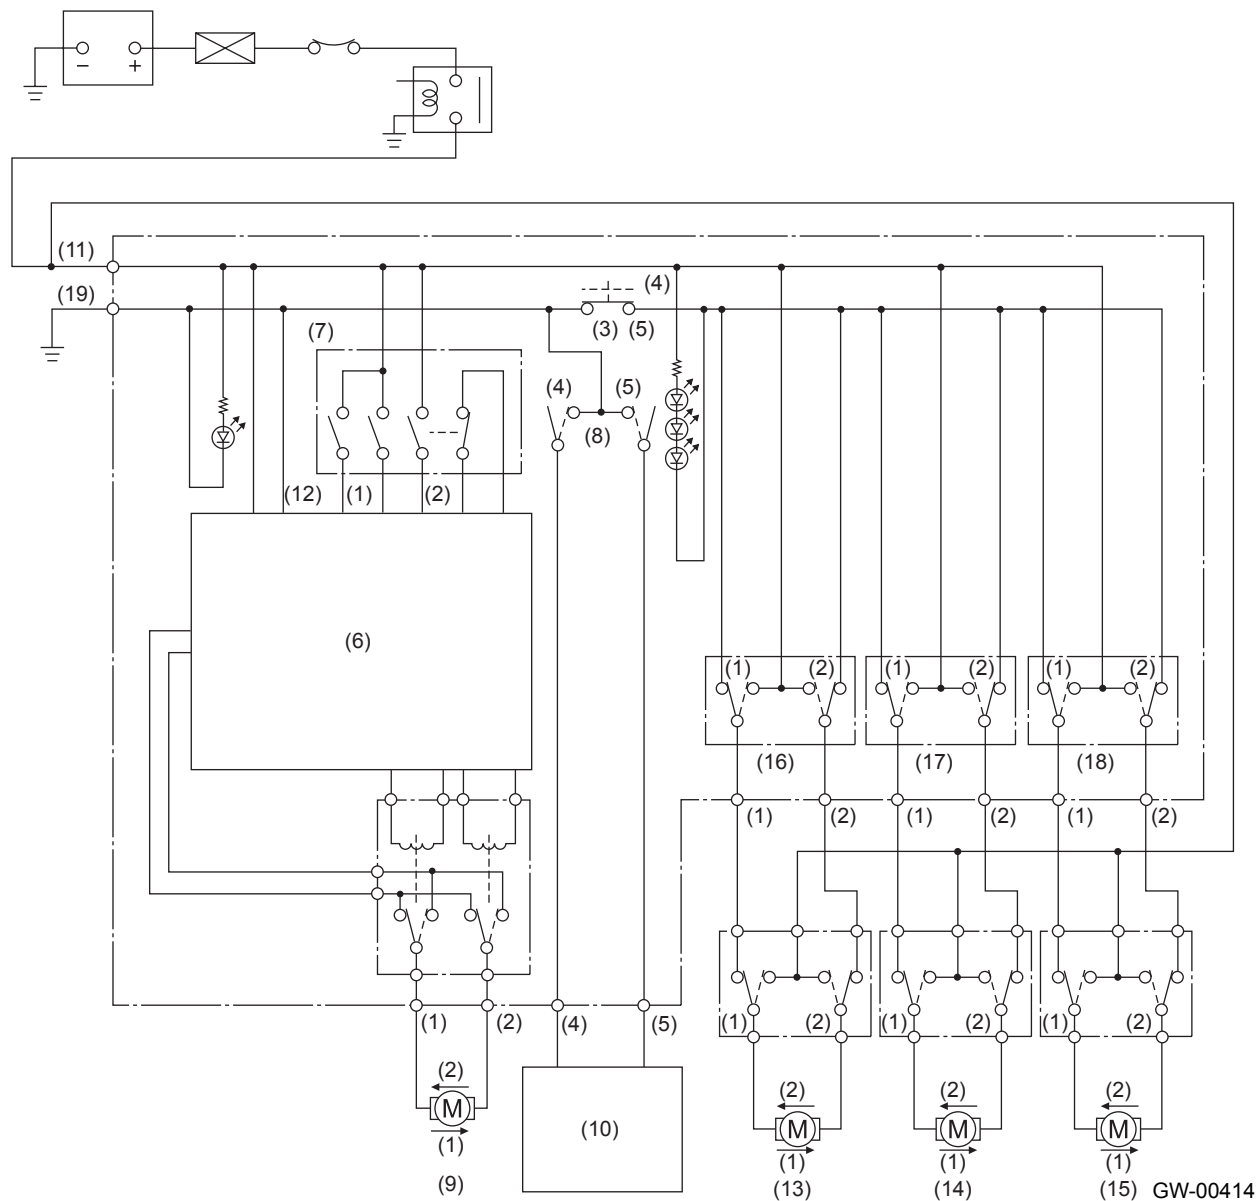 − +
(11)
(19)
(4)
(3) (5)
(7)
(4) (5)
(8)
(12) (1) (2)
(6)
(1) (2) (1) (2) (1) (2)
(16) (17) (18)
(1) (2) (1) (2) (1) (2)
(1) (2) (4) (5) (1) (2) (1) (2) (1) (2)
(2) (2) (2) (2)
M M M M
(10)
(1) (1) (1) (1)
(9) (13) (14) (15) GW-00414